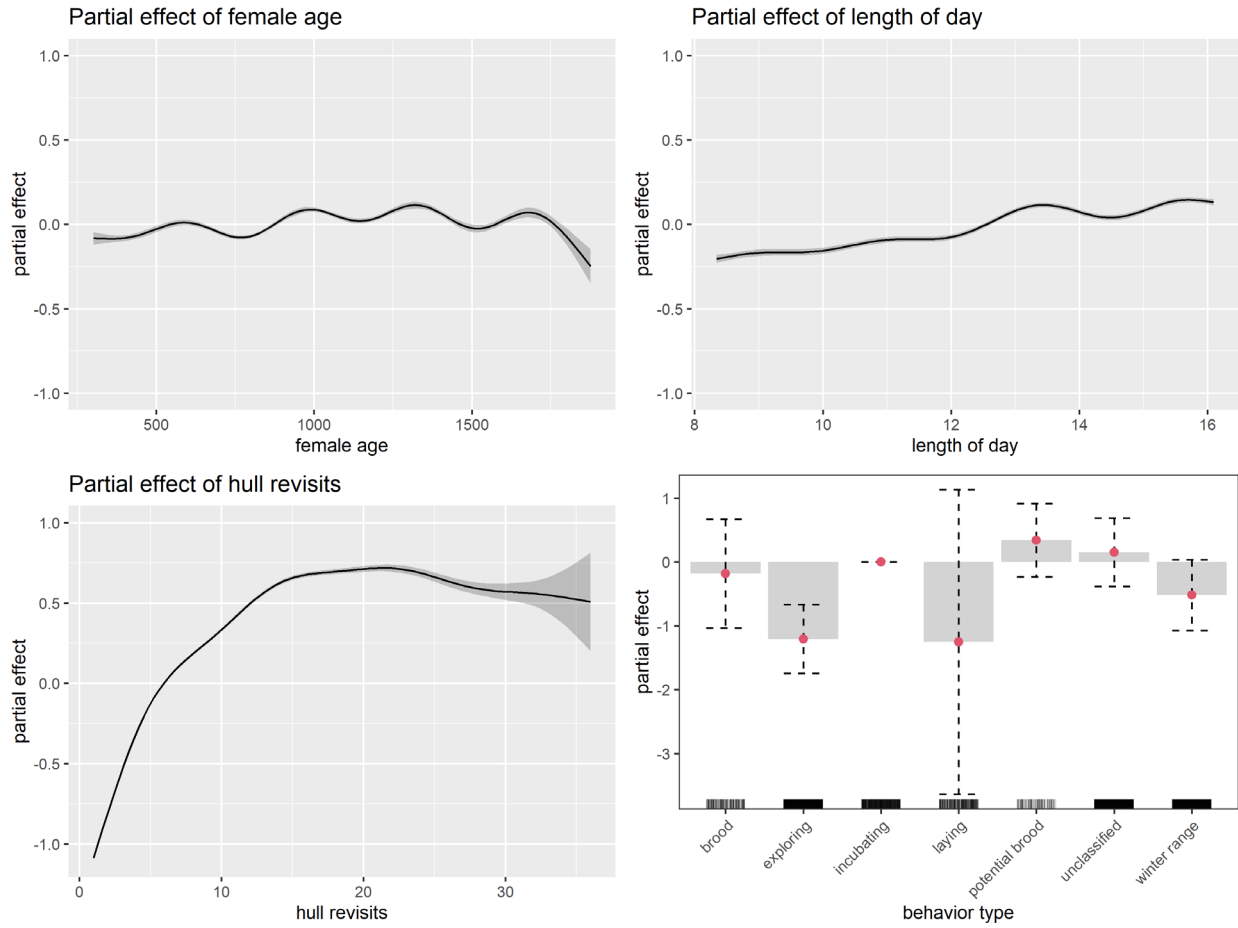 Partial effect of female age
1.0
0.5
0.0
-0.5
-1.0
partial effect
500
1000
1500
female age
Partial effect of length of day
1.0
0.5
0.0
-0.5
-1.0
partial effect
8
10
12
14
16
length of day
Partial effect of hull revisits
1.0
0.5
0.0
-0.5
-1.0
partial effect
0
10
20
30
hull revisits
1
0
-1
-2
-3
partial effect
brood
exploring
incubating
laying
potential brood
unclassified
winter range
behavior type